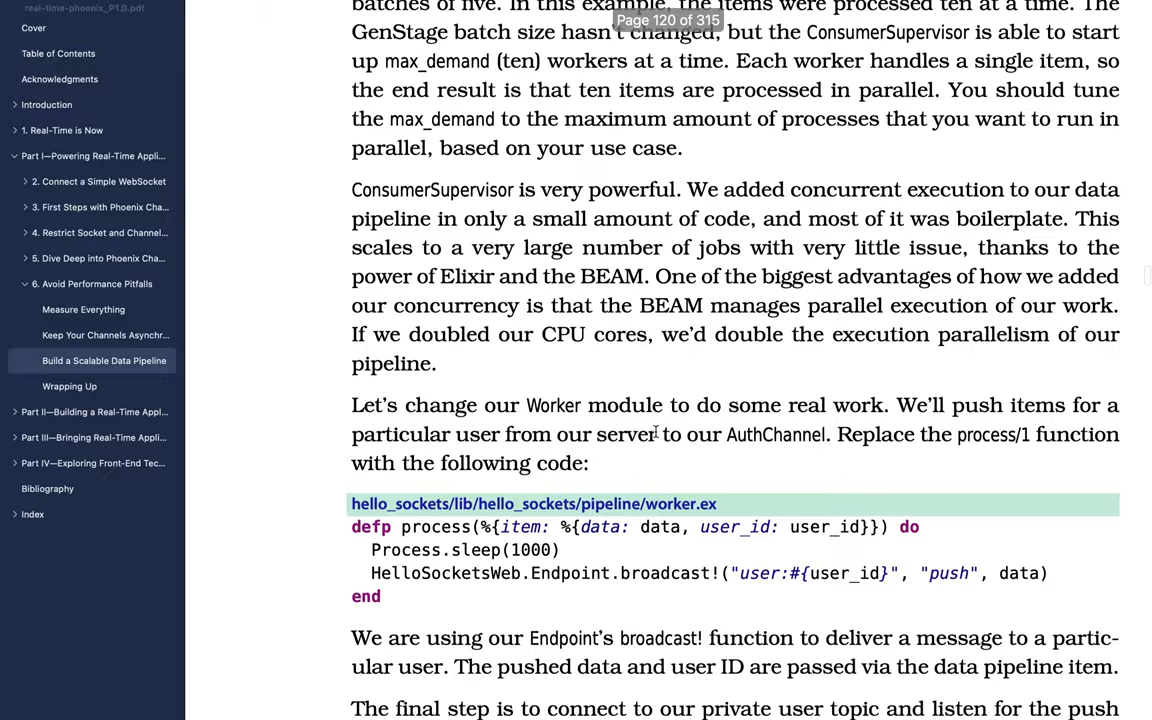 real-time-phoenix_P1.0.pdf
Cover
Table of Contents
Acknowledgments
Introduction
1. Real-Time is Now
Part I—Powering Real-Time Appli...
2. Connect a Simple WebSocket
3. First Steps with Phoenix Cha...
4. Restrict Socket and Channel...
5. Dive Deep into Phoenix Cha...
6. Avoid Performance Pitfalls
Measure Everything
Keep Your Channels Asynchr...
Build a Scalable Data Pipeline
Wrapping Up
Part II—Building a Real-Time Appl...
Part III—Bringing Real-Time Appli...
Part IV—Exploring Front-End Tec...
Bibliography
Index
Page 120 of 315
batches of five. In this example, the items were processed ten at a time. The
GenStage batch size hasn't changed, but the ConsumerSupervisor is able to start
up max_demand (ten) workers at a time. Each worker handles a single item, so
the end result is that ten items are processed in parallel. You should tune
the max_demand to the maximum amount of processes that you want to run in
parallel, based on your use case.
ConsumerSupervisor is very powerful. We added concurrent execution to our data
pipeline in only a small amount of code, and most of it was boilerplate. This
scales to a very large number of jobs with very little issue, thanks to the
power of Elixir and the BEAM. One of the biggest advantages of how we added
our concurrency is that the BEAM manages parallel execution of our work.
If we doubled our CPU cores, we'd double the execution parallelism of our
pipeline.
Let's change our Worker module to do some real work. We'll push items for a
particular user from our server to our AuthChannel. Replace the process/1 function
with the following code:
hello_sockets/lib/hello_sockets/pipeline/worker.ex
defp process(%{item: %{data: data, user_id: user_id}}) do
Process.sleep(1000)
HelloSocketsWeb.Endpoint.broadcast!("user:#{user_id}", "push", data)
end
We are using our Endpoint's broadcast! function to deliver a message to a partic-
ular user. The pushed data and user ID are passed via the data pipeline item.
The final step is to connect to our private user topic and listen for the push